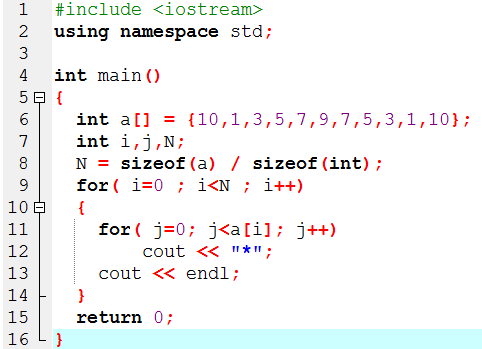 1 #include <iostream>
2 using namespace std;
3
4 int main()
5 {
6 int a[] = {10,1,3,5,7,9,7,5,3,1,10};
7 int i,j,N;
8 N = sizeof(a) / sizeof(int);
9 for( i=0 ; i<N ; i++)
10 {
11 for( j=0; j<a[i]; j++)
12 cout << "*";
13 cout << endl;
14 }
15 return 0;
16 }